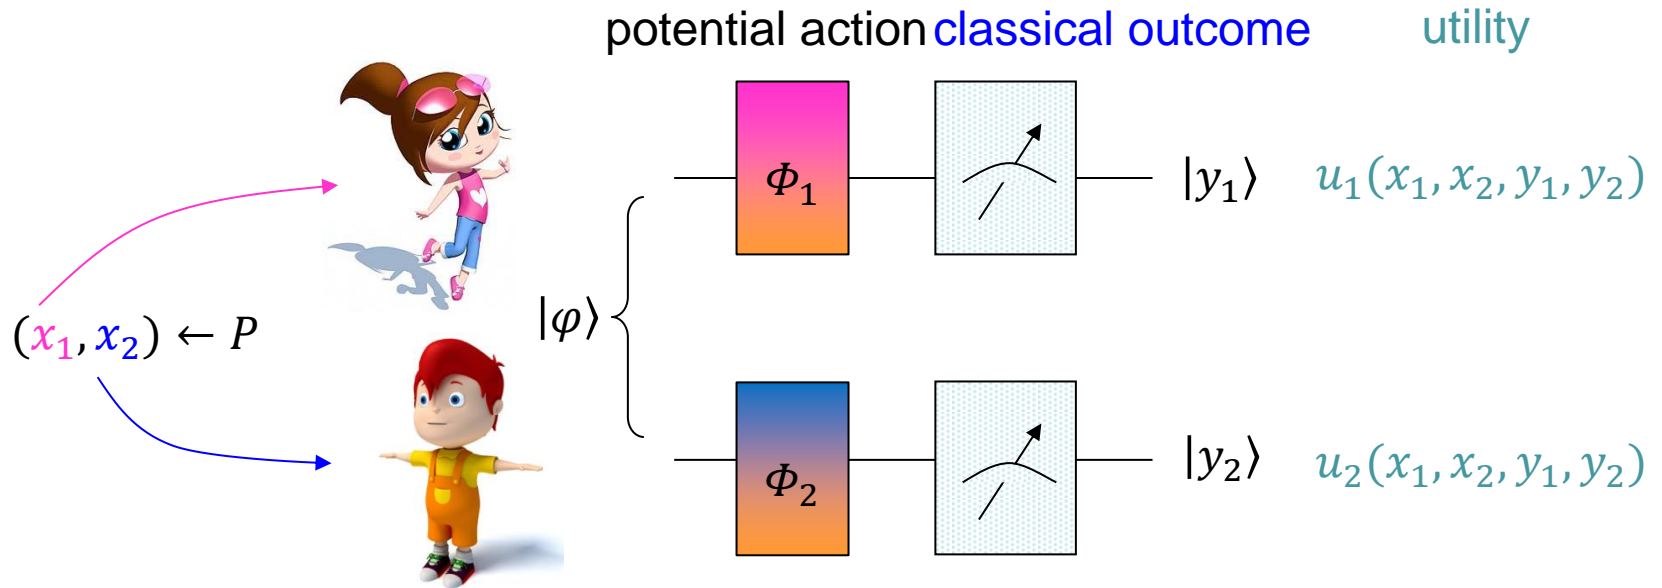 potential action classical outcome utility
Φ₁ |y₁⟩ u₁(x₁, x₂, y₁, y₂)
(x₁, x₂) ← P |φ⟩
Φ₂ |y₂⟩ u₂(x₁, x₂, y₁, y₂)